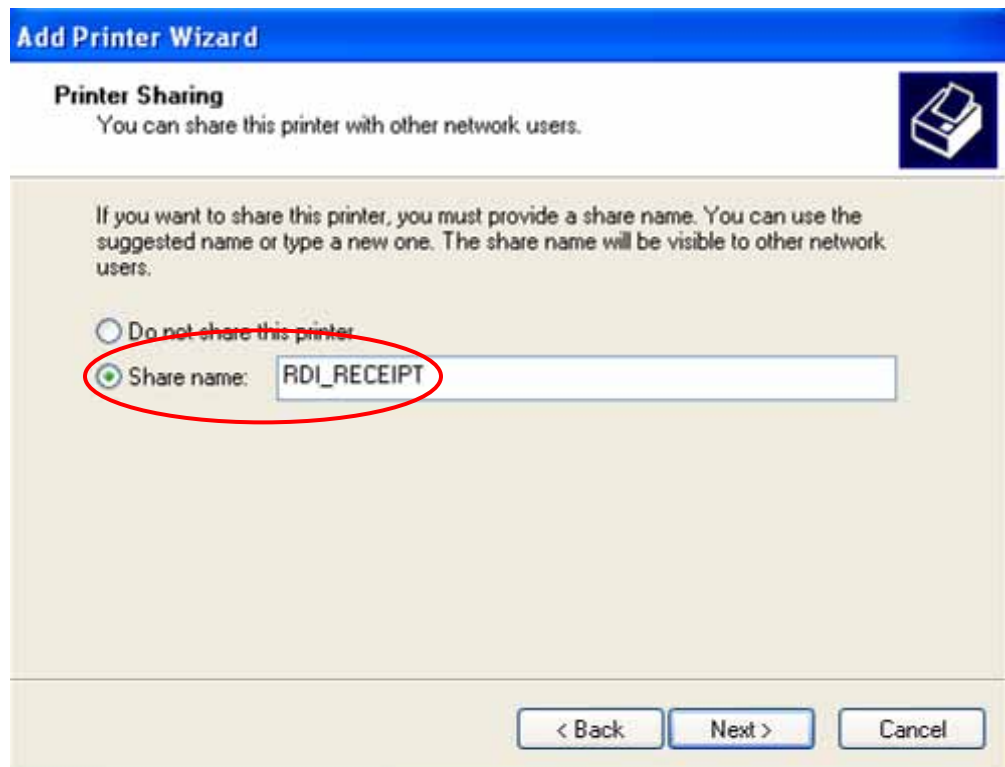 Add Printer Wizard
Printer Sharing
You can share this printer with other network users.
If you want to share this printer, you must provide a share name. You can use the
suggested name or type a new one. The share name will be visible to other network
users.
Do not share this printer
Share name: RDI_RECEIPT
< Back Next > Cancel